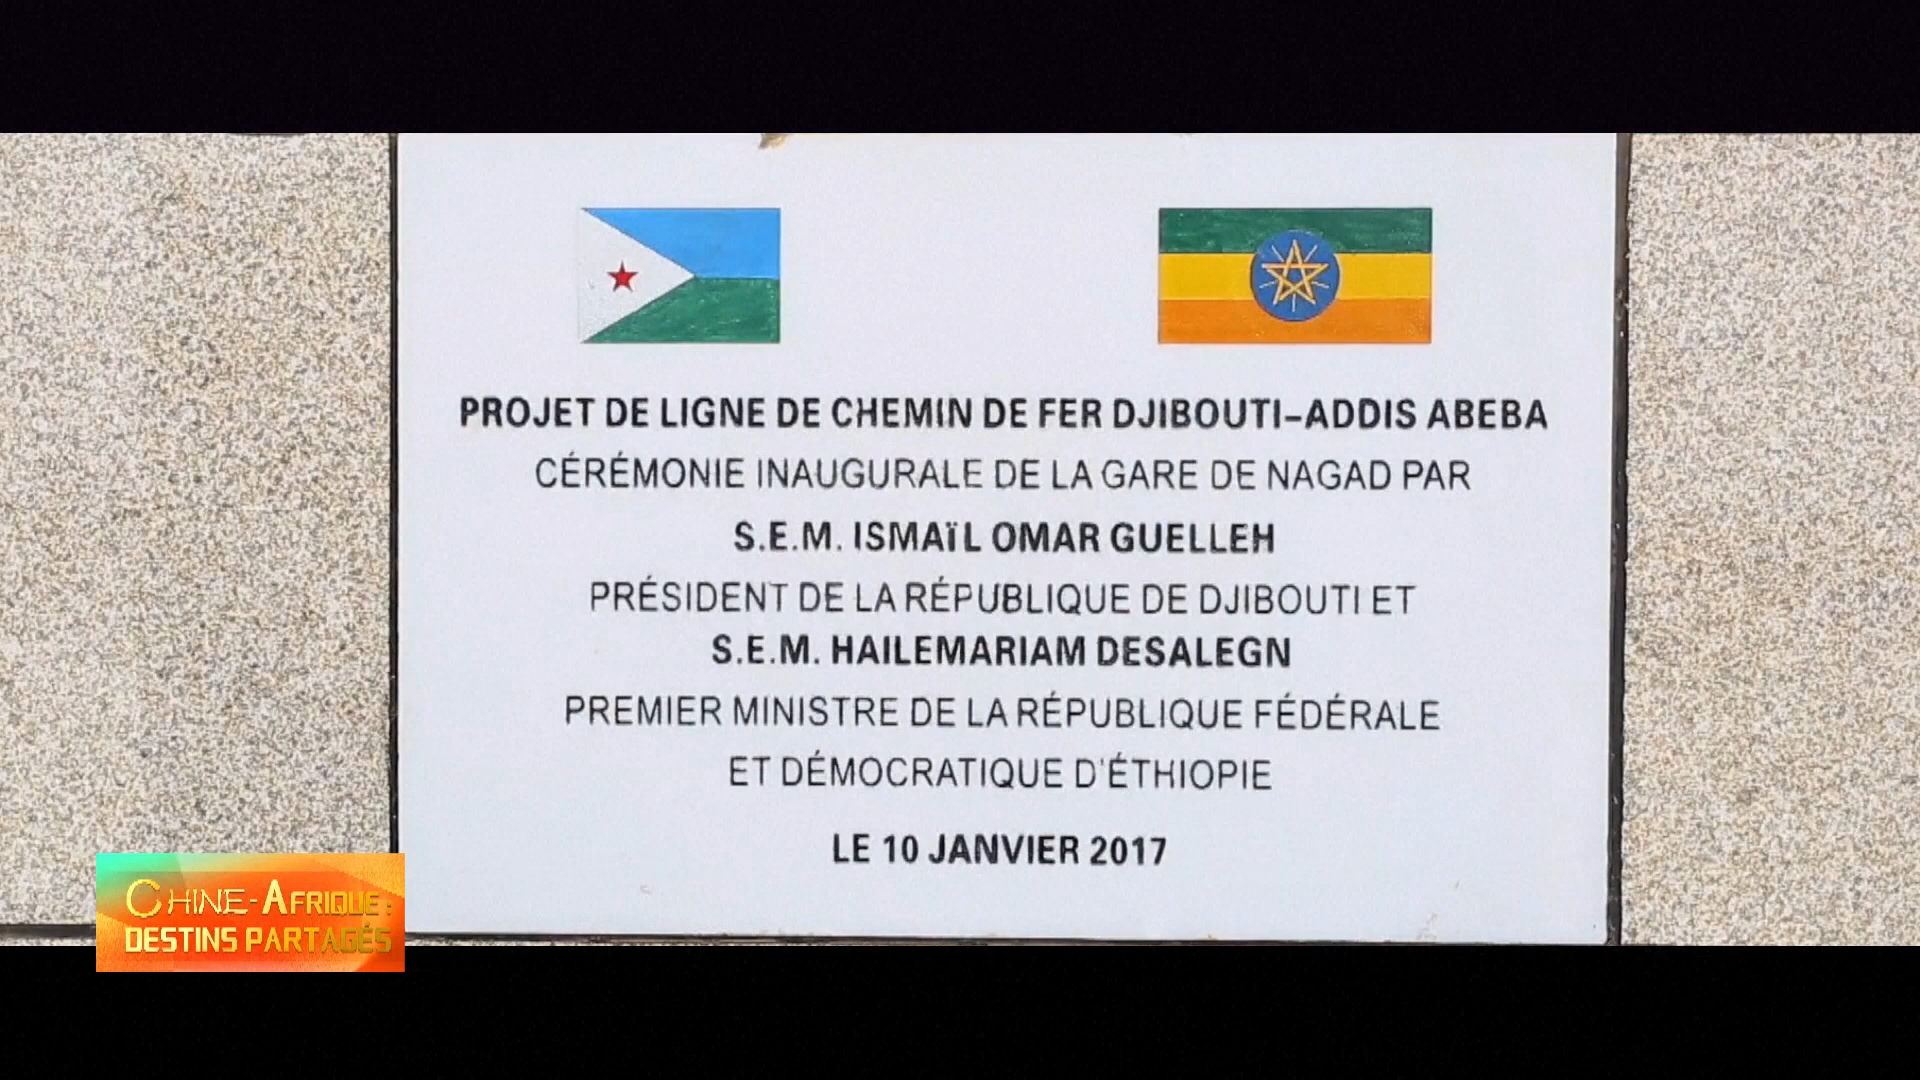 PROJET DE LIGNE DE CHEMIN DE FER DJIBOUTI–ADDIS ABEBA
CÉRÉMONIE INAUGURALE DE LA GARE DE NAGAD PAR
S.E.M. ISMAïL OMAR GUELLEH
PRÉSIDENT DE LA RÉPUBLIQUE DE DJIBOUTI ET
S.E.M. HAILEMARIAM DESALEGN
PREMIER MINISTRE DE LA RÉPUBLIQUE FÉDÉRALE
ET DÉMOCRATIQUE D'ÉTHIOPIE
LE 10 JANVIER 2017
CHINE-AFRIQUE :
DESTINS PARTAGÉS